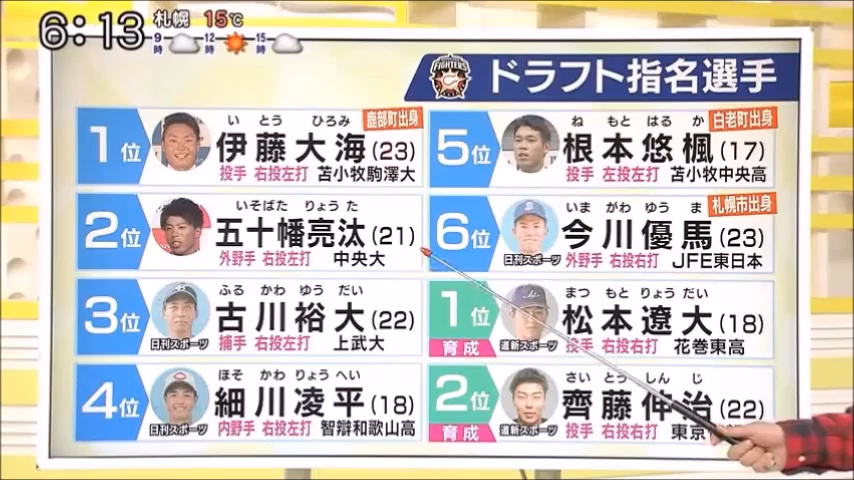 6:13
札幌 15℃
9時 12時 15時
FIGHTERS
ドラフト指名選手
1位
いとう ひろみ
鹿部町出身
伊藤大海(23)
投手 右投左打 苫小牧駒澤大
2位
いそばた りょうた
五十幡亮汰(21)
外野手 右投左打 中央大
3位
ふるかわ ゆうだい
古川裕大(22)
日刊スポーツ
捕手 右投左打 上武大
4位
ほそかわ りょうへい
細川凌平(18)
日刊スポーツ
内野手 右投左打 智辯和歌山高
5位
ねもと はるか
白老町出身
根本悠楓(17)
投手 左投左打 苫小牧中央高
6位
いまがわ ゆうま
札幌市出身
今川優馬(23)
日刊スポーツ
外野手 右投右打 JFE東日本
1位
育成
まつもと りょうだい
松本遼大(18)
道新スポーツ
投手 右投右打 花巻東高
2位
育成
さいとう しんじ
齊藤伸治(22)
道新スポーツ
投手 右投右打 東京